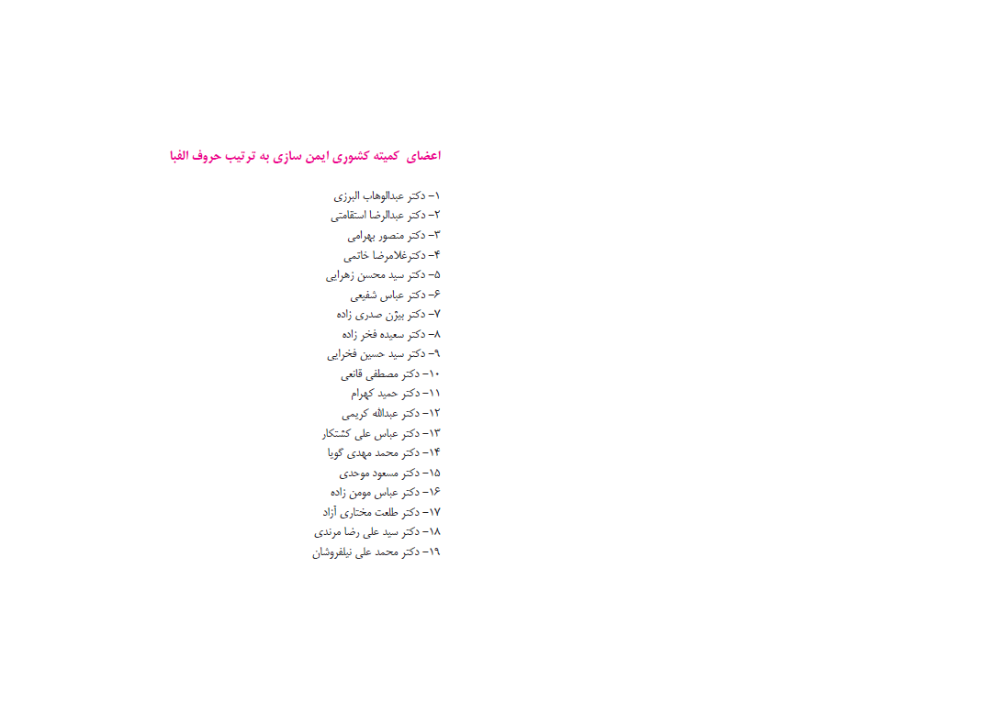 اعضای کمیته کشوری ایمن سازی به ترتیب حروف الفبا
۱- دکتر عبدالوهاب البرزی
۲- دکتر عبدالرضا استقامتی
۳- دکتر منصور بهرامی
۴- دکترغلامرضا خاتمی
۵- دکتر سید محسن زهرایی
۶- دکتر عباس شفیعی
۷- دکتر بیژن صدری زاده
۸- دکتر سعیده فخر زاده
۹- دکتر سید حسین فخرایی
۱۰- دکتر مصطفی قانعی
۱۱- دکتر حمید کهرام
۱۲- دکتر عبدالله کریمی
۱۳- دکتر عباس علی کشتکار
۱۴- دکتر محمد مهدی گویا
۱۵- دکتر مسعود موحدی
۱۶- دکتر عباس مومن زاده
۱۷- دکتر طلعت مختاری آزاد
۱۸- دکتر سید علی رضا مرندی
۱۹- دکتر محمد علی نیلفروشان